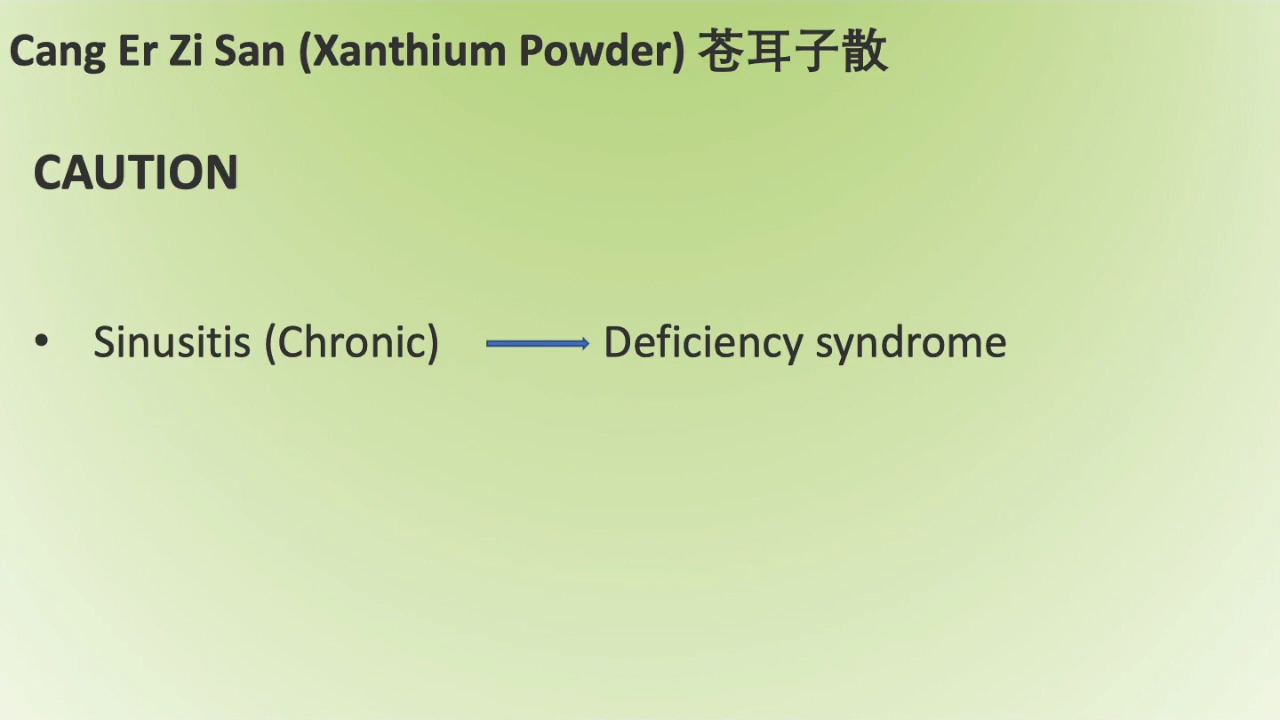 Cang Er Zi San (Xanthium Powder) 苍耳子散
CAUTION
• Sinusitis (Chronic) → Deficiency syndrome